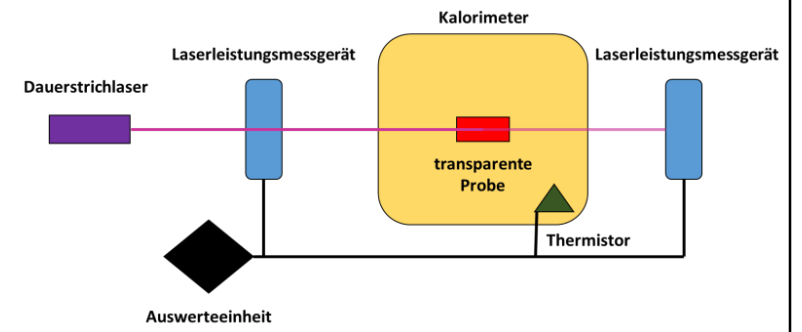 Kalorimeter
Laserleistungsmessgerät
Laserleistungsmessgerät
Dauerstrichlaser
transparente
Probe
Thermistor
Auswerteeinheit